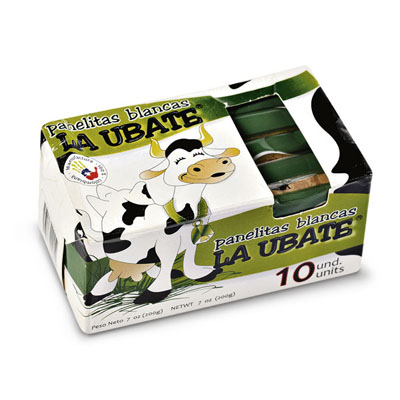 panelitas blancas
LA UBATE®
panelitas blancas
LA UBATE®
10 und.
units
Peso Neto 7 oz (200g) NETWT 7 oz (200g)